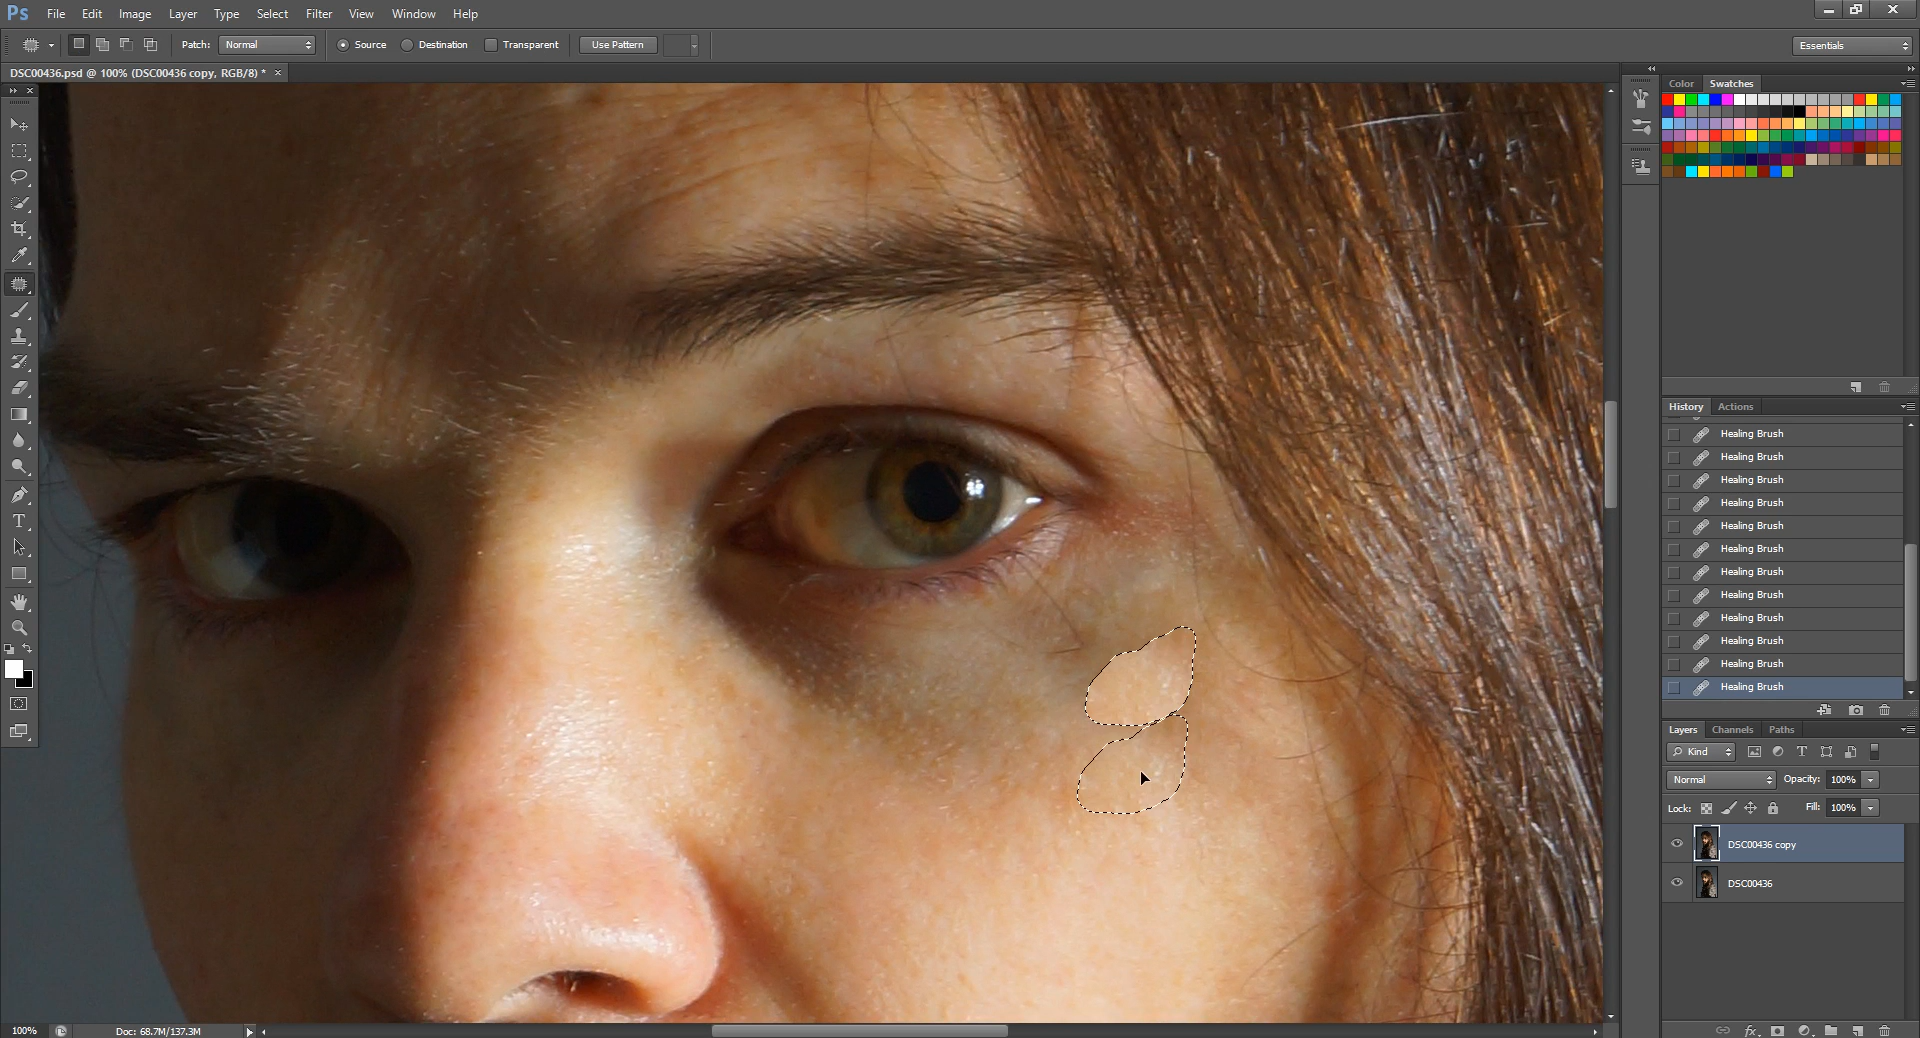 Ps File Edit Image Layer Type Select Filter View Window Help
Patch: Normal Source Destination Transparent Use Pattern Essentials
DSC00436.psd @ 100% (DSC00436 copy, RGB/8) * ×
Color Swatches
History Actions
Healing Brush
Healing Brush
Healing Brush
Healing Brush
Healing Brush
Healing Brush
Healing Brush
Healing Brush
Healing Brush
Healing Brush
Healing Brush
Healing Brush
Layers Channels Paths
Kind
Normal Opacity: 100%
Lock: Fill: 100%
DSC00436 copy
DSC00436
100% Doc: 68.7M/137.3M